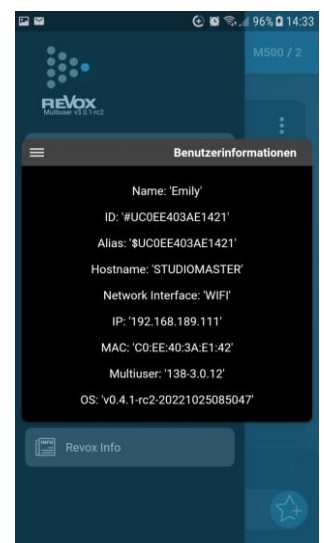 96% 14:33
M500 / 2
REVOX
Multiuser v3.0.1-rc2
Benutzerinformationen
Name: 'Emily'
ID: '#UC0EE403AE1421'
Alias: '$UC0EE403AE1421'
Hostname: 'STUDIOMASTER'
Network Interface: 'WIFI'
IP: '192.168.189.111'
MAC: 'C0:EE:40:3A:E1:42'
Multiuser: '138-3.0.12'
OS: 'v0.4.1-rc2-20221025085047'
INFO
Revox Info